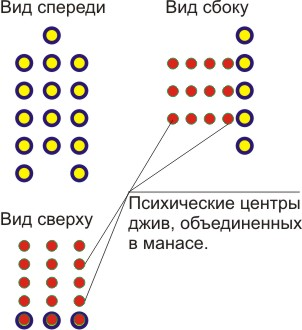 Вид спереди
Вид сбоку
Вид сверху
Психические центры
джив, объединенных
в манасе.